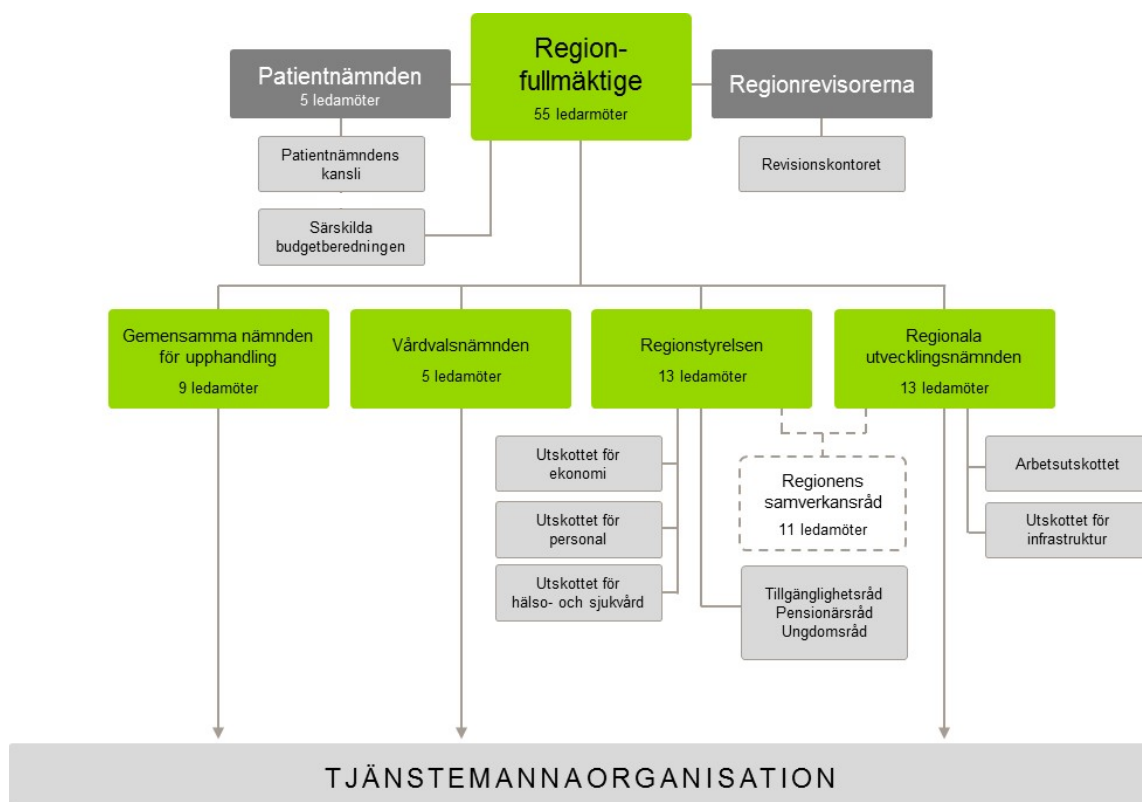 Region-
fullmäktige
55 ledarmöter
Patientnämnden
5 ledamöter
Regionrevisorerna
Patientnämndens
kansli
Revisionskontoret
Särskilda
budgetberedningen
Gemensamma nämnden
för upphandling
9 ledamöter
Vårdvalsnämnden
5 ledamöter
Regionstyrelsen
13 ledamöter
Regionala
utvecklingsnämnden
13 ledamöter
Utskottet för
ekonomi
Utskottet för
personal
Utskottet för
hälso- och sjukvård
Regionens
samverkansråd
11 ledamöter
Tillgänglighetsråd
Pensionärsråd
Ungdomsråd
Arbetsutskottet
Utskottet för
infrastruktur
TJÄNSTEMANNAORGANISATION